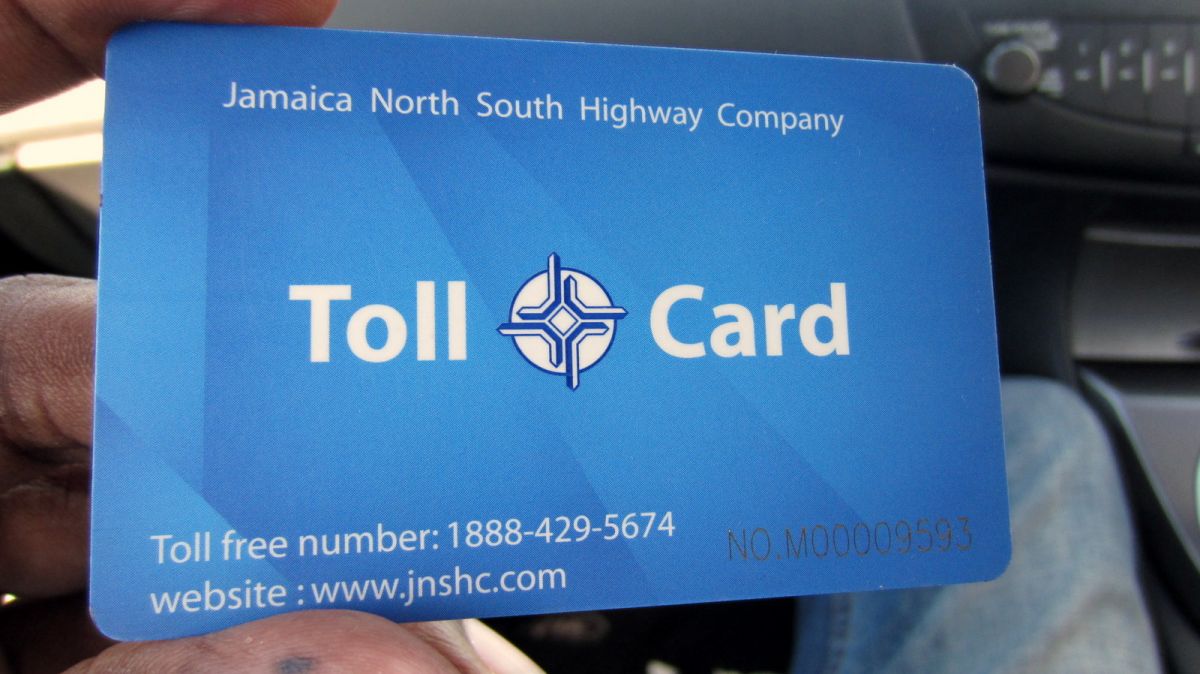 Jamaica North South Highway Company
Toll Card
Toll free number: 1888-429-5674
NO.M00009593
website : www.jnshc.com